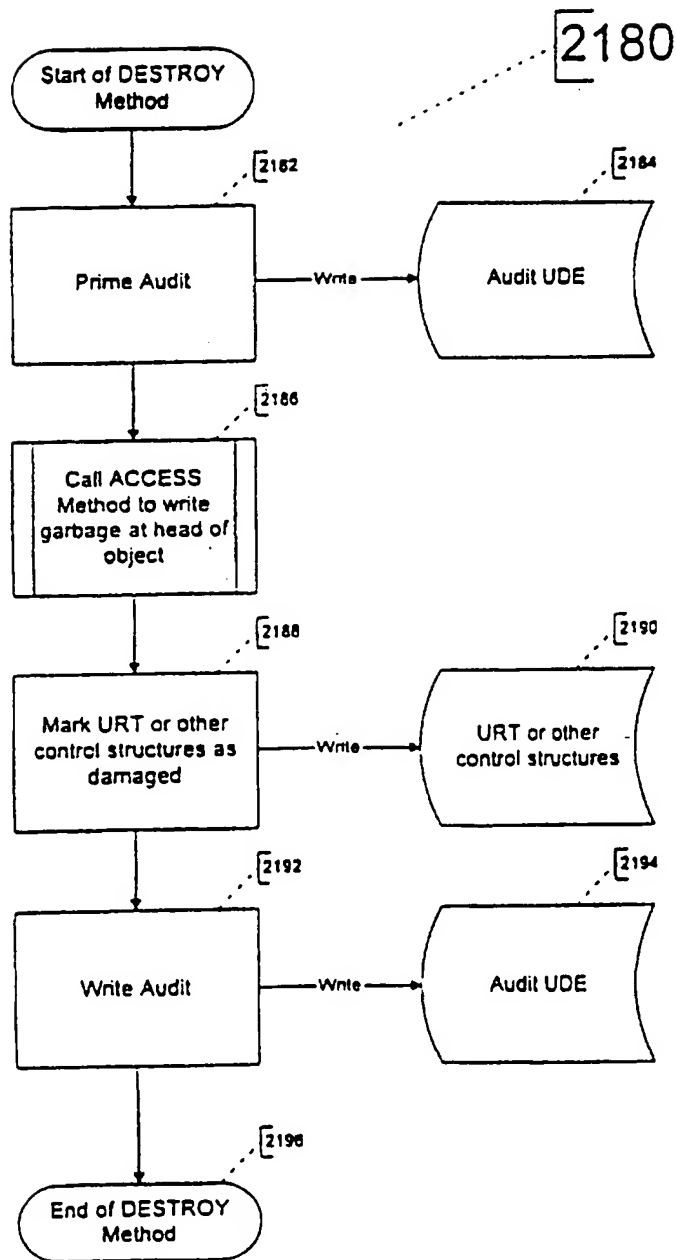 2180
Start of DESTROY
Method
2182
2184
Prime Audit
Write
Audit UDE
2186
Call ACCESS
Method to write
garbage at head of
object
2188
2190
Mark URT or other
control structures as
damaged
Write
URT or other
control structures
2192
2194
Write Audit
Write
Audit UDE
2196
End of DESTROY
Method